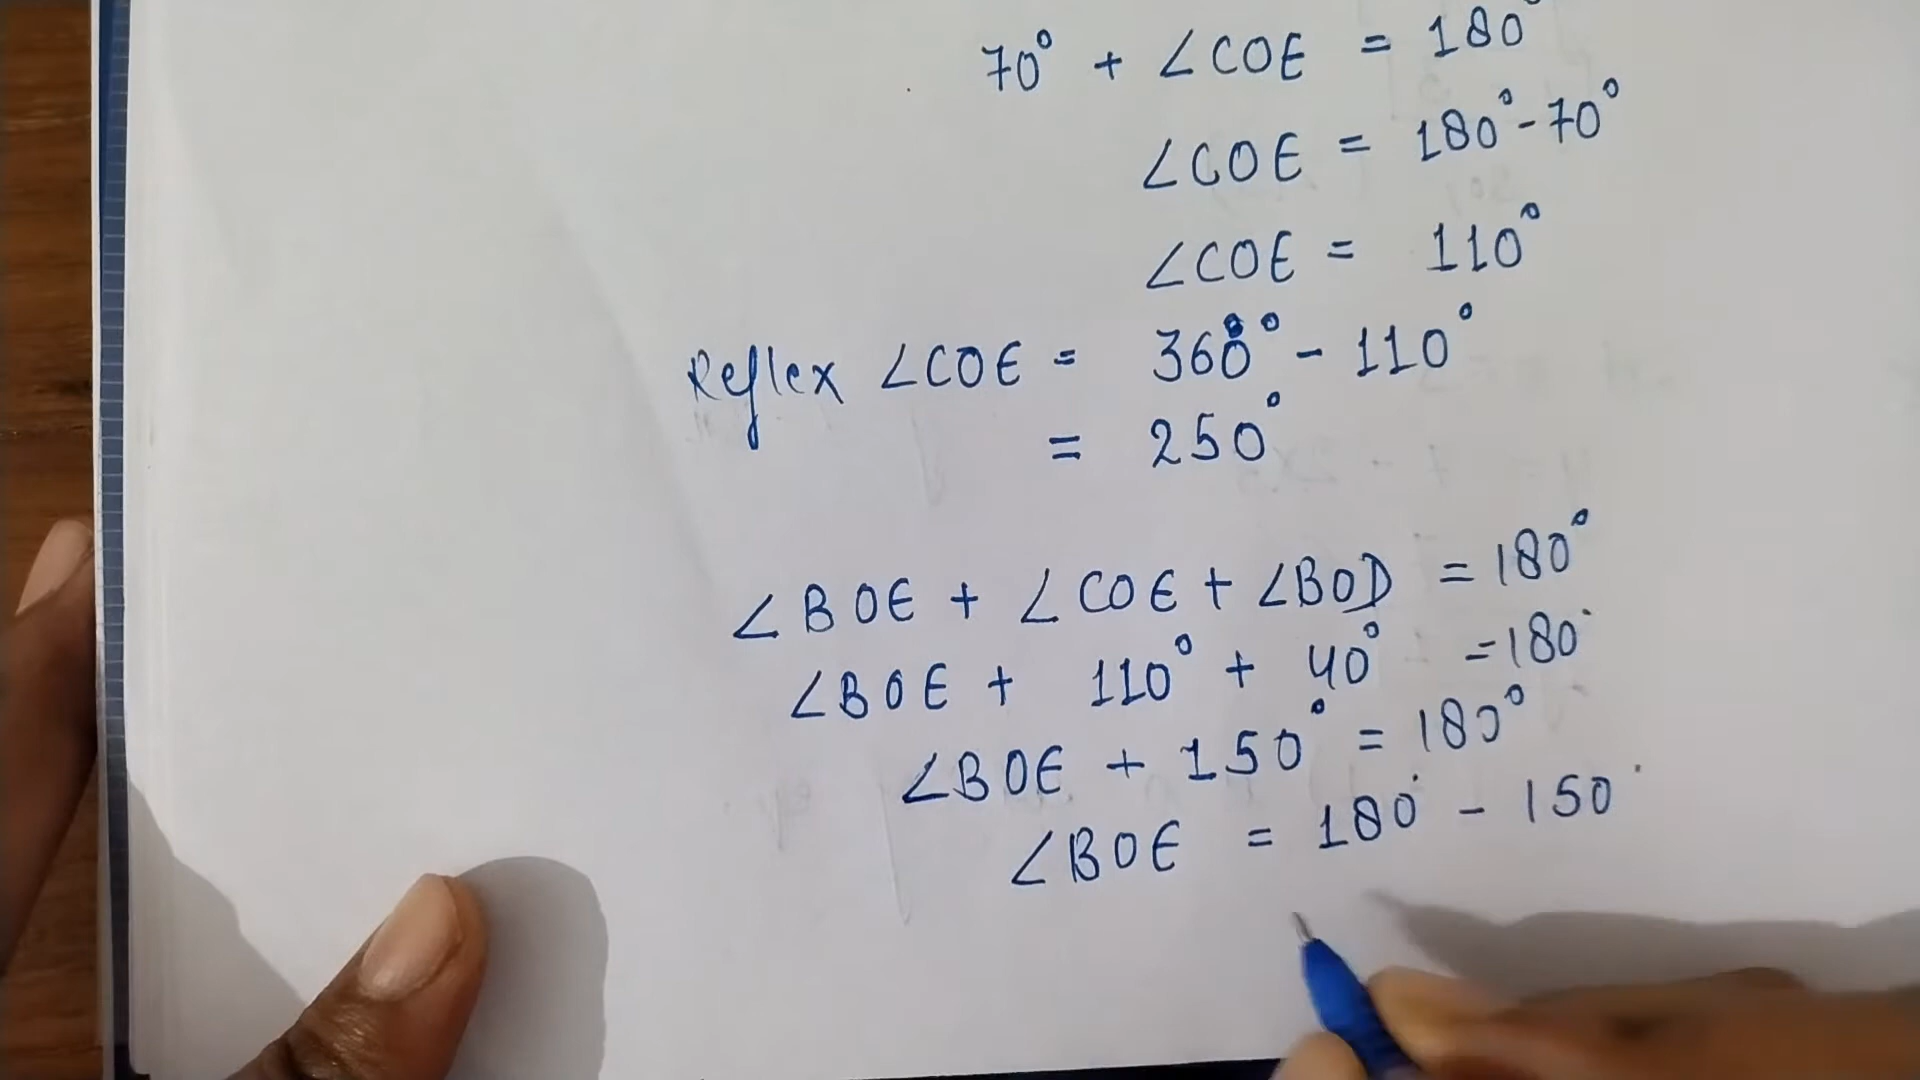 70° + ∠COE = 180°
∠COE = 180° - 70°
∠COE = 110°
Reflex ∠COE = 360° - 110°
= 250°
∠BOE + ∠COE + ∠BOD = 180°
∠BOE + 110° + 40° = 180°
∠BOE + 150° = 180°
∠BOE = 180° - 150°